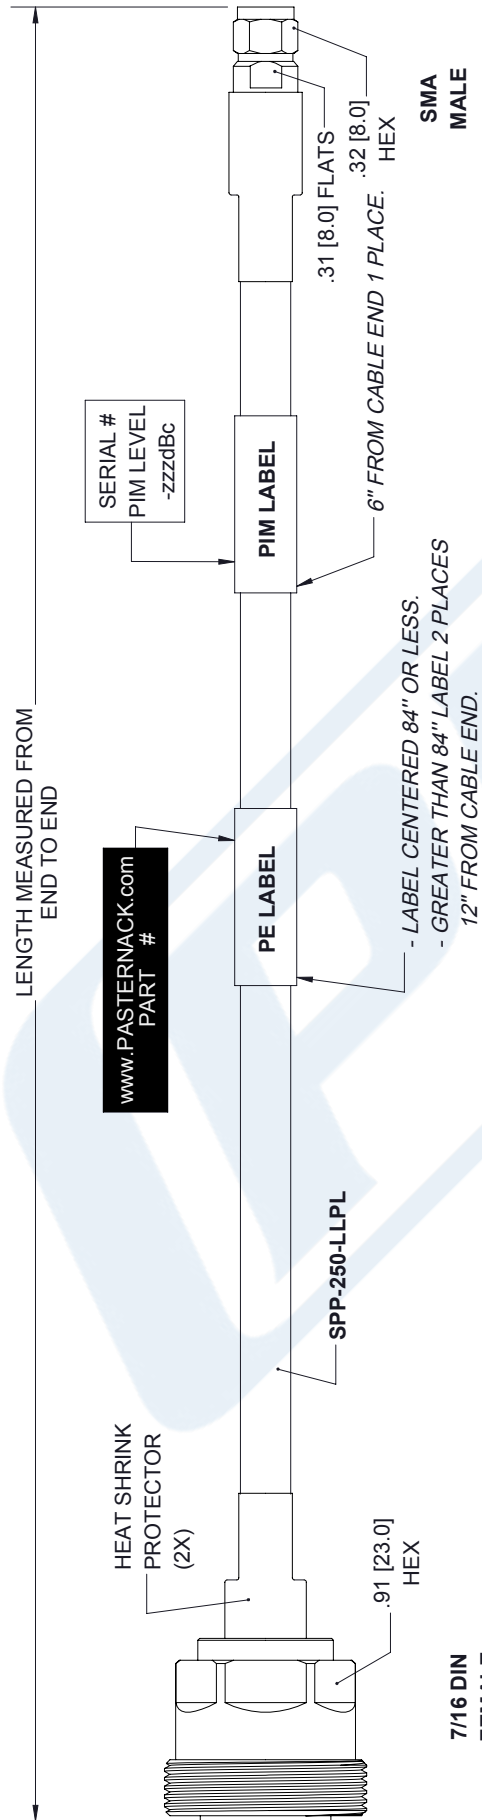 LENGTH MEASURED FROM
END TO END
HEAT SHRINK
PROTECTOR
(2X)
www.PASTERNACK.com
PART #
SERIAL #
PIM LEVEL
-zzzdBc
PE LABEL
PIM LABEL
.91 [23.0]
HEX
SPP-250-LLPL
- LABEL CENTERED 84" OR LESS.
- GREATER THAN 84" LABEL 2 PLACES
12" FROM CABLE END.
6" FROM CABLE END 1 PLACE.
.31 [8.0] FLATS
.32 [8.0]
HEX
7/16 DIN
SMA
MALE